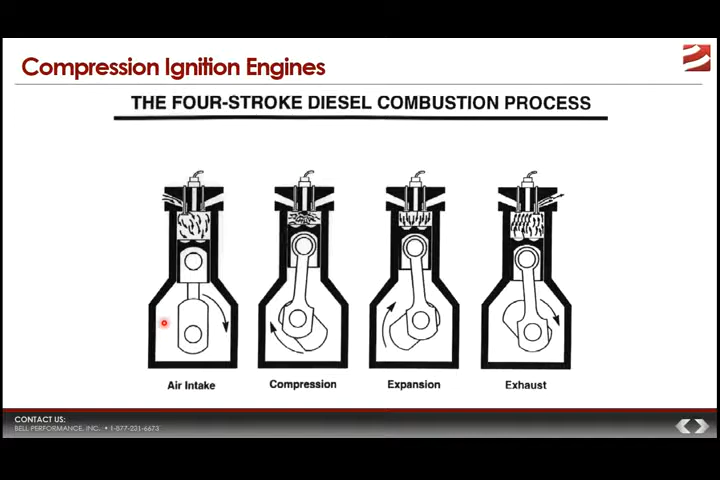 Compression Ignition Engines
THE FOUR-STROKE DIESEL COMBUSTION PROCESS
Air Intake Compression Expansion Exhaust
CONTACT US:
BELL PERFORMANCE, INC. • 1-877-231-6673